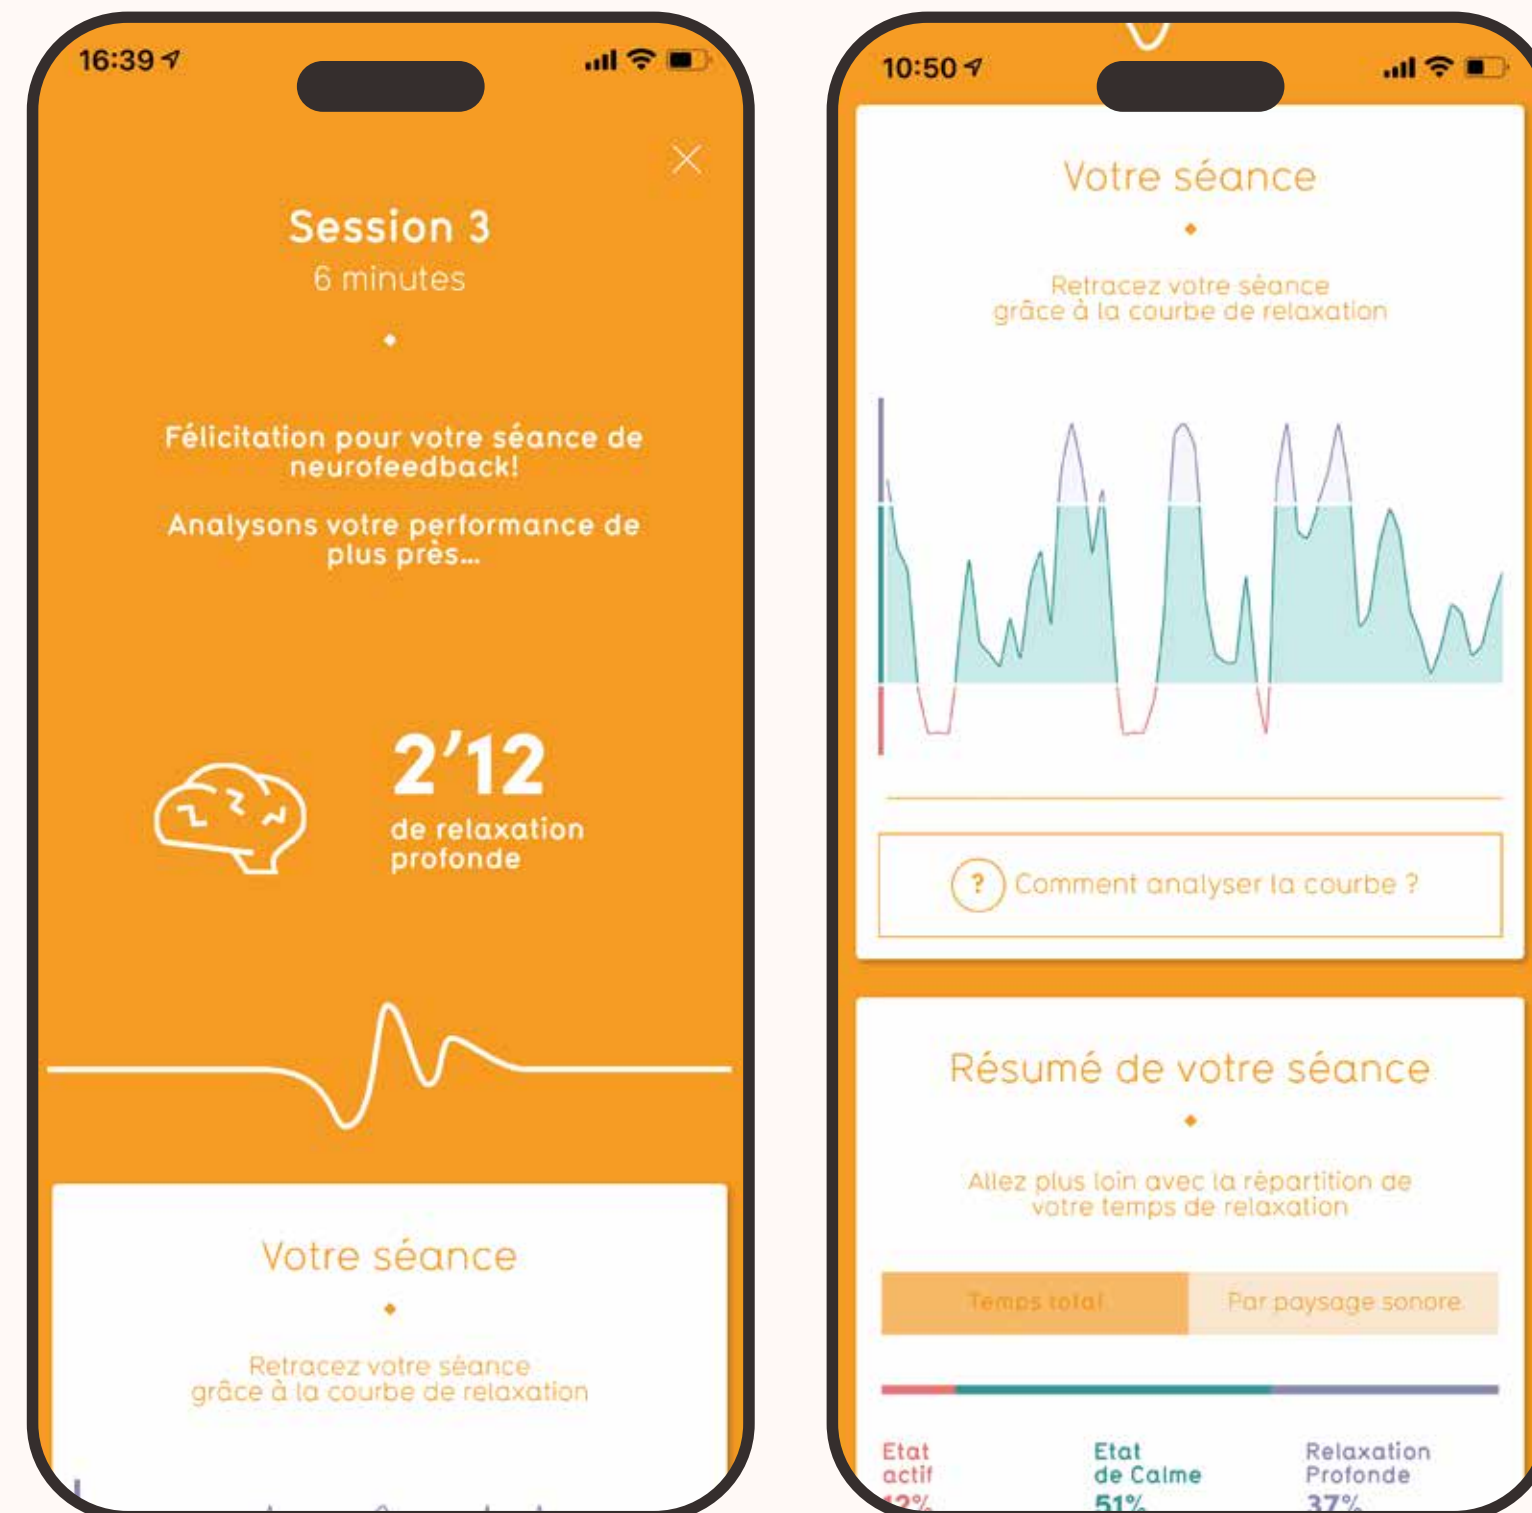 16:39
Session 3
6 minutes
Félicitation pour votre séance de
neurofeedback!
Analysons votre performance de
plus près...
2'12
de relaxation
profonde
Votre séance
Retracez votre séance
grâce à la courbe de relaxation
10:50
Votre séance
Retracez votre séance
grâce à la courbe de relaxation
? Comment analyser la courbe ?
Résumé de votre séance
Allez plus loin avec la répartition de
votre temps de relaxation
Temps total
Par paysage sonore
Etat
actif
12%
Etat
de Calme
51%
Relaxation
Profonde
37%